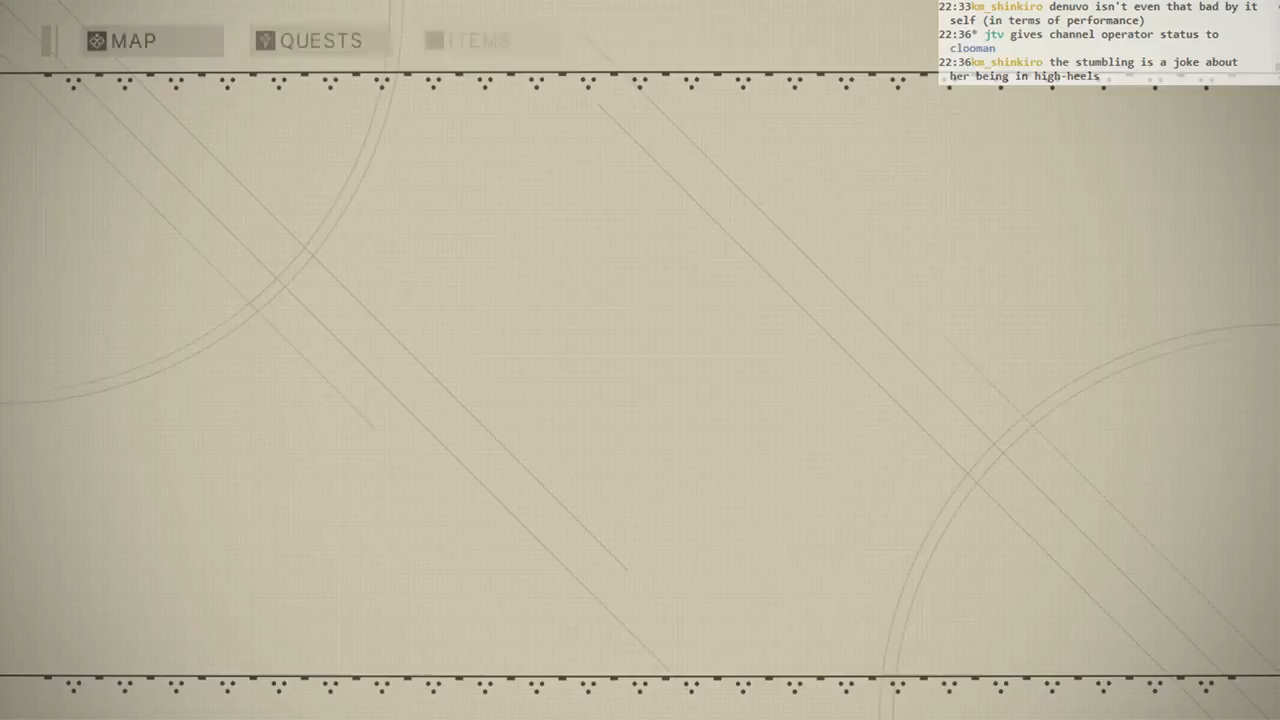 MAP
QUESTS
ITEMS
22:33km_shinkiro denuvo isn't even that bad by it
self (in terms of performance)
22:36* jtv gives channel operator status to
clooman
22:36km_shinkiro the stumbling is a joke about
her being in high-heels